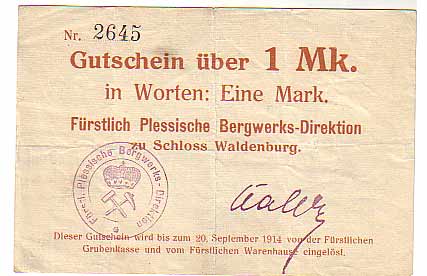 Nr. 2645
Gutschein über 1 Mk.
in Worten: Eine Mark.
Fürstlich Plessische Bergwerks-Direktion
zu Schloss Waldenburg.
Fürstl. Plessische Bergwerks-Direktion
Dieser Gutschein wird bis zum 20. September 1914 von der Fürstlichen
Grubenkasse und vom Fürstlichen Warenhause eingelöst.